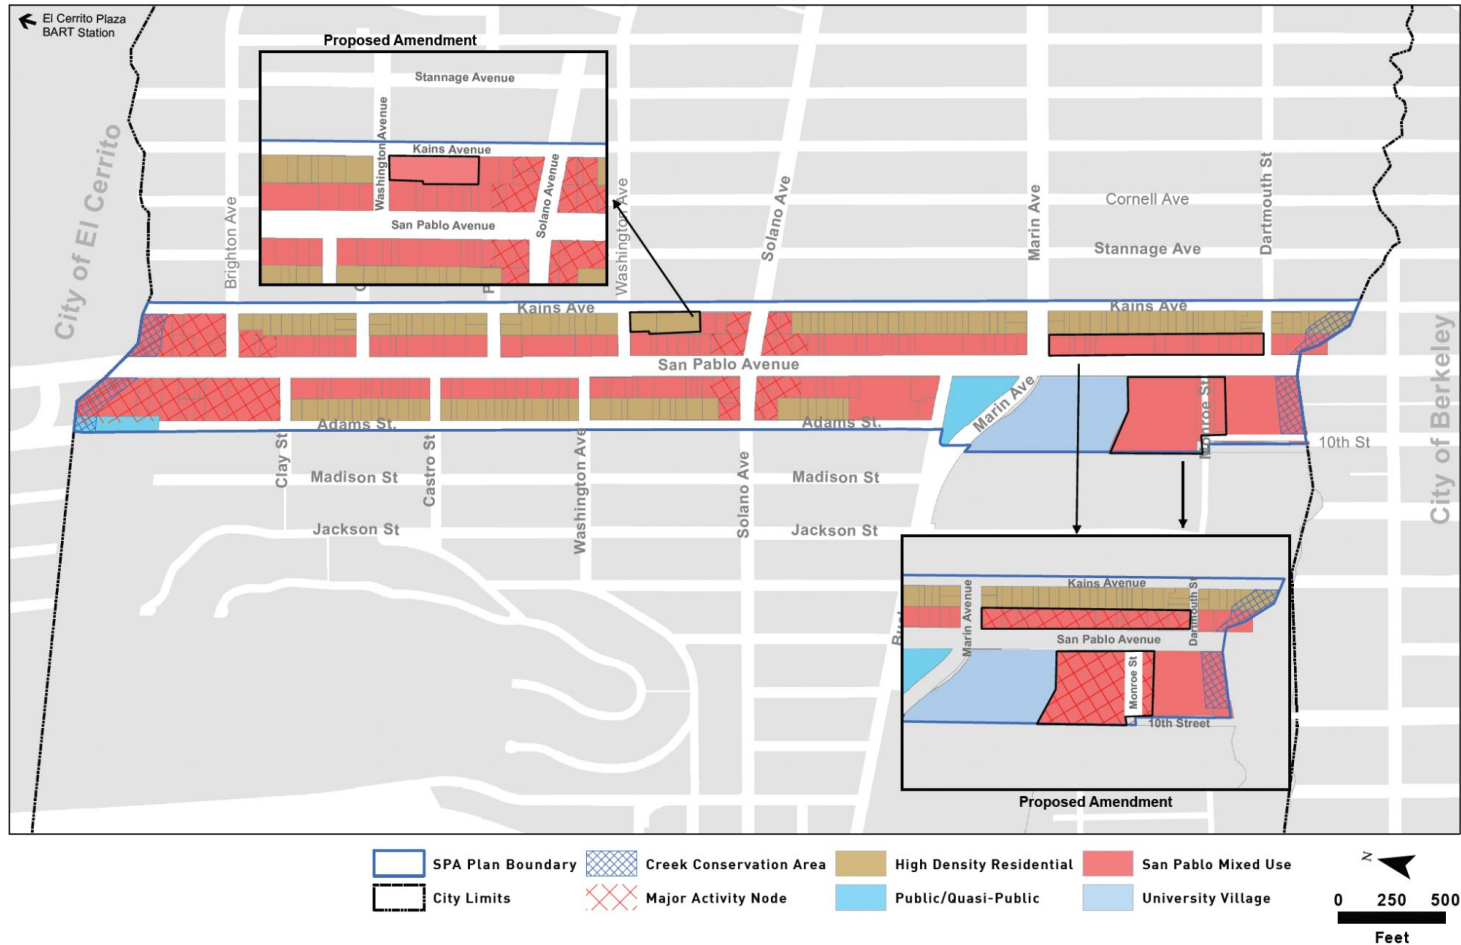 El Cerrito Plaza
BART Station
Proposed Amendment
Stannage Avenue
Washington Avenue
Kains Avenue
San Pablo Avenue
Solano Avenue
City of El Cerrito
Brighton Ave
Washington Ave
Solano Ave
Marin Ave
Cornell Ave
Stannage Ave
Dartmouth St
Kains Ave
Kains Ave
San Pablo Avenue
City of Berkeley
Adams St.
Adams St.
Marin Ave
Monroe St
10th St
Clay St
Castro St
Washington Ave
Solano Ave
Madison St
Madison St
Jackson St
Jackson St
Kains Avenue
Marin Avenue
Dartmouth St
San Pablo Avenue
Monroe St
10th Street
Proposed Amendment
SPA Plan Boundary
Creek Conservation Area
High Density Residential
San Pablo Mixed Use
City Limits
Major Activity Node
Public/Quasi-Public
University Village
N
0 250 500
Feet